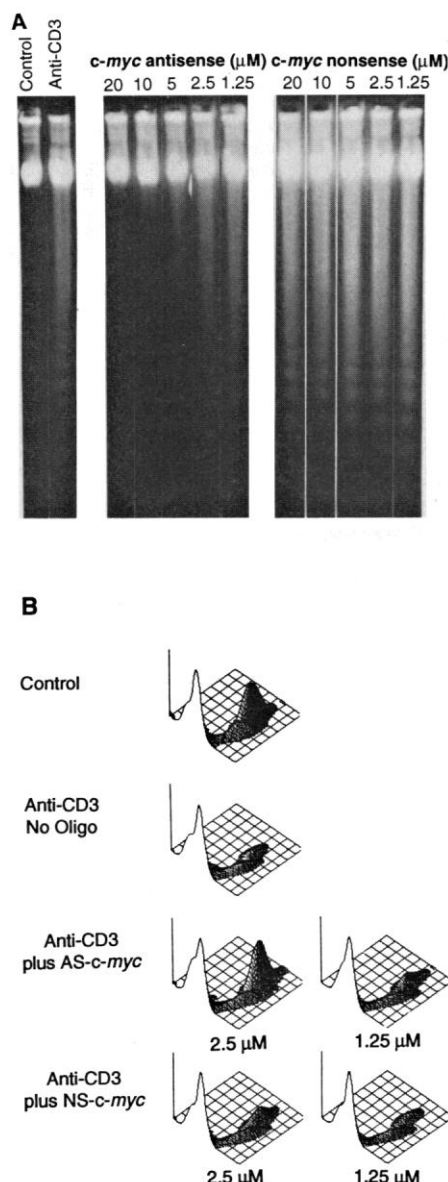 A
Control
Anti-CD3
c-myc antisense (µM)
20 10 5 2.5 1.25
c-myc nonsense (µM)
20 10 5 2.5 1.25
B
Control
Anti-CD3
No Oligo
Anti-CD3
plus AS-c-myc
2.5 µM
1.25 µM
Anti-CD3
plus NS-c-myc
2.5 µM
1.25 µM